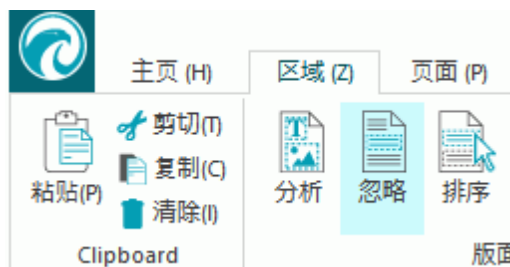 主页 (H) 区域 (Z) 页面 (P)
剪切(T)
复制(C)
清除(I)
粘贴(P)
分析 忽略 排序
Clipboard 版面